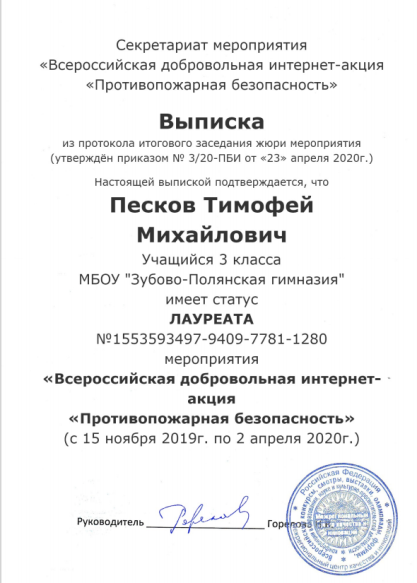 Секретариат мероприятия
«Всероссийская добровольная интернет-акция
«Противопожарная безопасность»
Выписка
из протокола итогового заседания жюри мероприятия
(утверждён приказом № 3/20-ПБИ от «23» апреля 2020г.)
Настоящей выпиской подтверждается, что
Песков Тимофей
Михайлович
Учащийся 3 класса
МБОУ "Зубово-Полянская гимназия"
имеет статус
ЛАУРЕАТА
№1553593497-9409-7781-1280
мероприятия
«Всероссийская добровольная интернет-
акция
«Противопожарная безопасность»
(с 15 ноября 2019г. по 2 апреля 2020г.)
Руководитель Горелова Н.В.
Российская Федерация